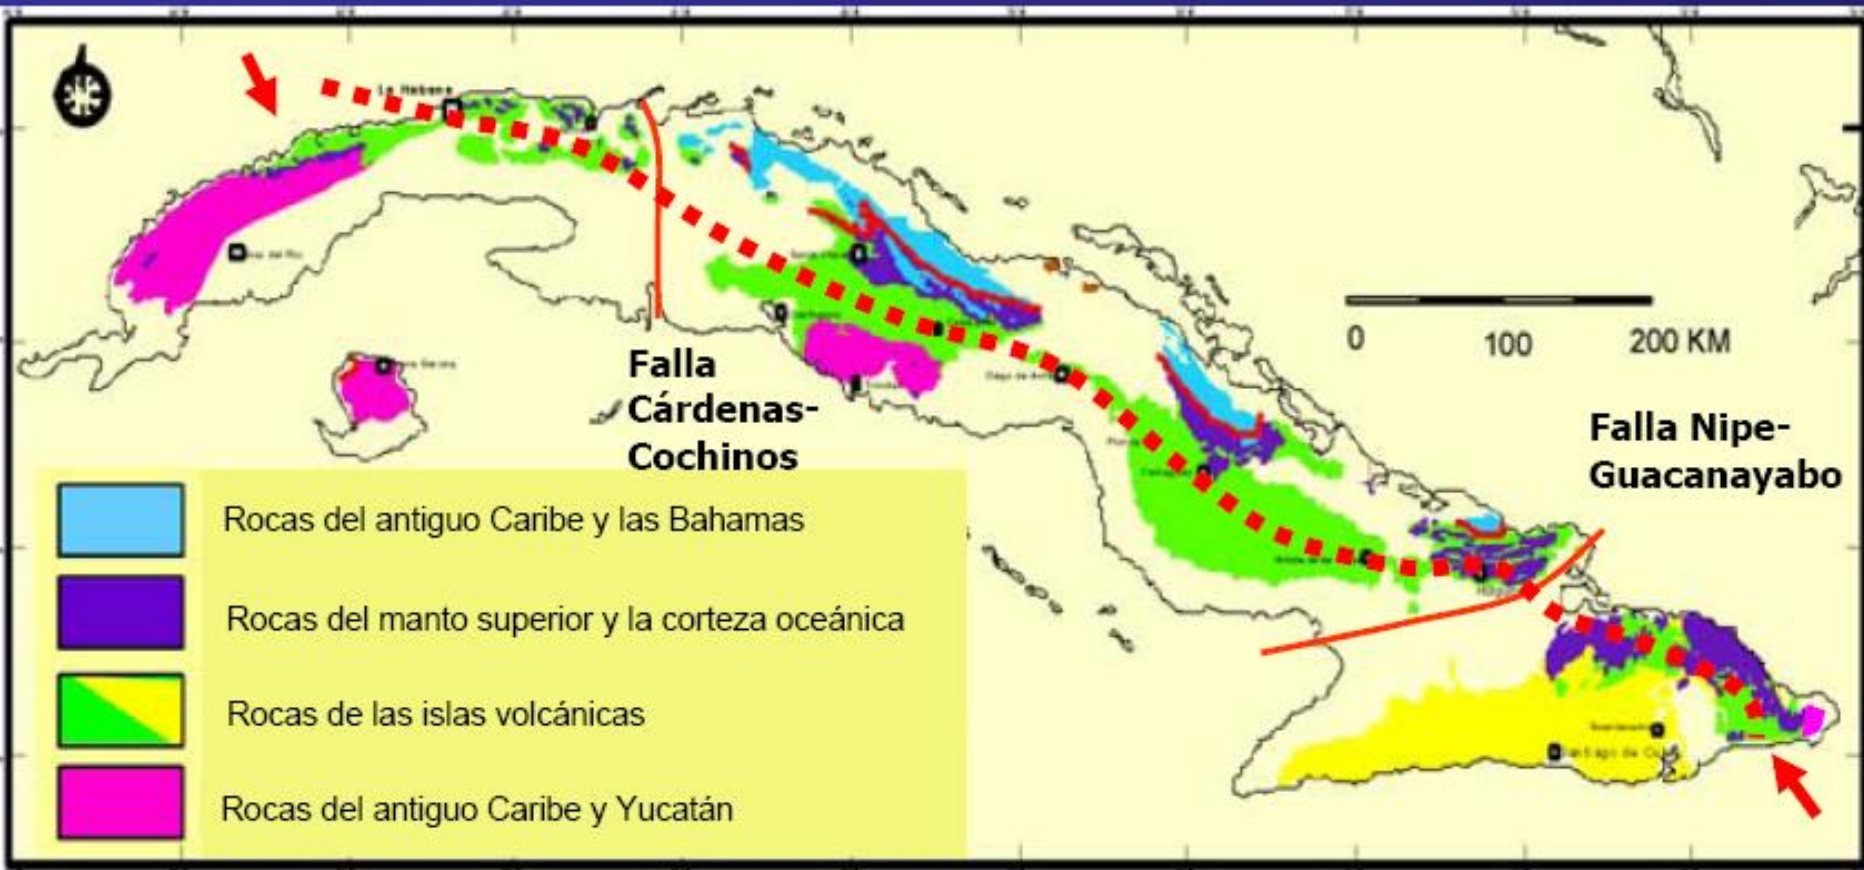 La Habana
Falla
Cárdenas-
Cochinos
0 100 200 KM
Falla Nipe-
Guacanayabo
Rocas del antiguo Caribe y las Bahamas
Rocas del manto superior y la corteza oceánica
Rocas de las islas volcánicas
Rocas del antiguo Caribe y Yucatán
Santiago de Cuba